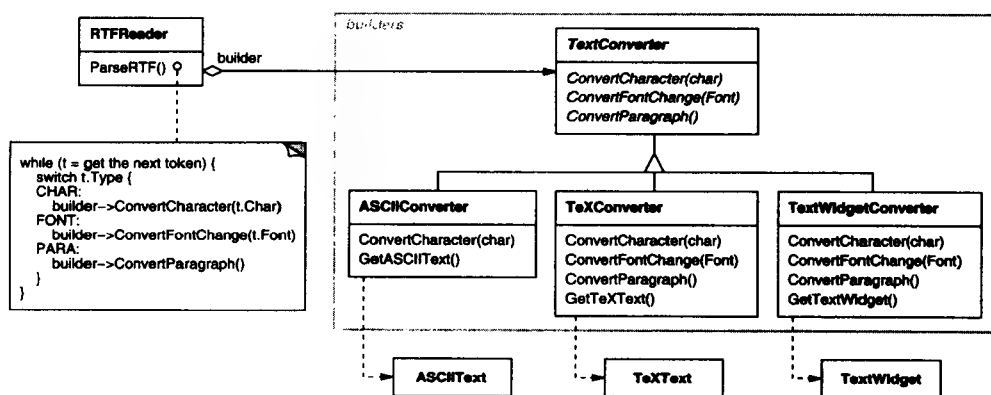 builders
RTFReader
ParseRTF()
builder
TextConverter
ConvertCharacter(char)
ConvertFontChange(Font)
ConvertParagraph()
while (t = get the next token) {
switch t.Type {
CHAR:
builder->ConvertCharacter(t.Char)
FONT:
builder->ConvertFontChange(t.Font)
PARA:
builder->ConvertParagraph()
}
}
ASCIIConverter
ConvertCharacter(char)
GetASCIIText()
TeXConverter
ConvertCharacter(char)
ConvertFontChange(Font)
ConvertParagraph()
GetTeXText()
TextWidgetConverter
ConvertCharacter(char)
ConvertFontChange(Font)
ConvertParagraph()
GetTextWidget()
ASCIIText
TeXText
TextWidget